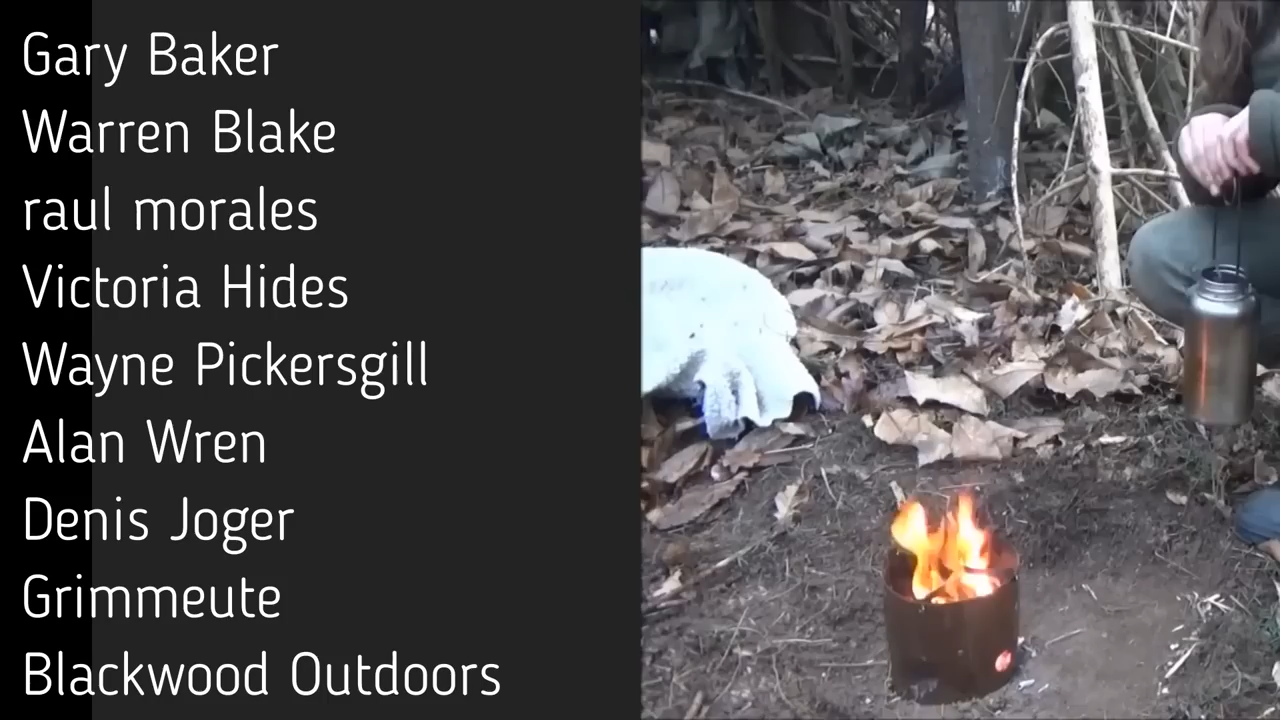 Gary Baker
Warren Blake
raul morales
Victoria Hides
Wayne Pickersgill
Alan Wren
Denis Joger
Grimmeute
Blackwood Outdoors